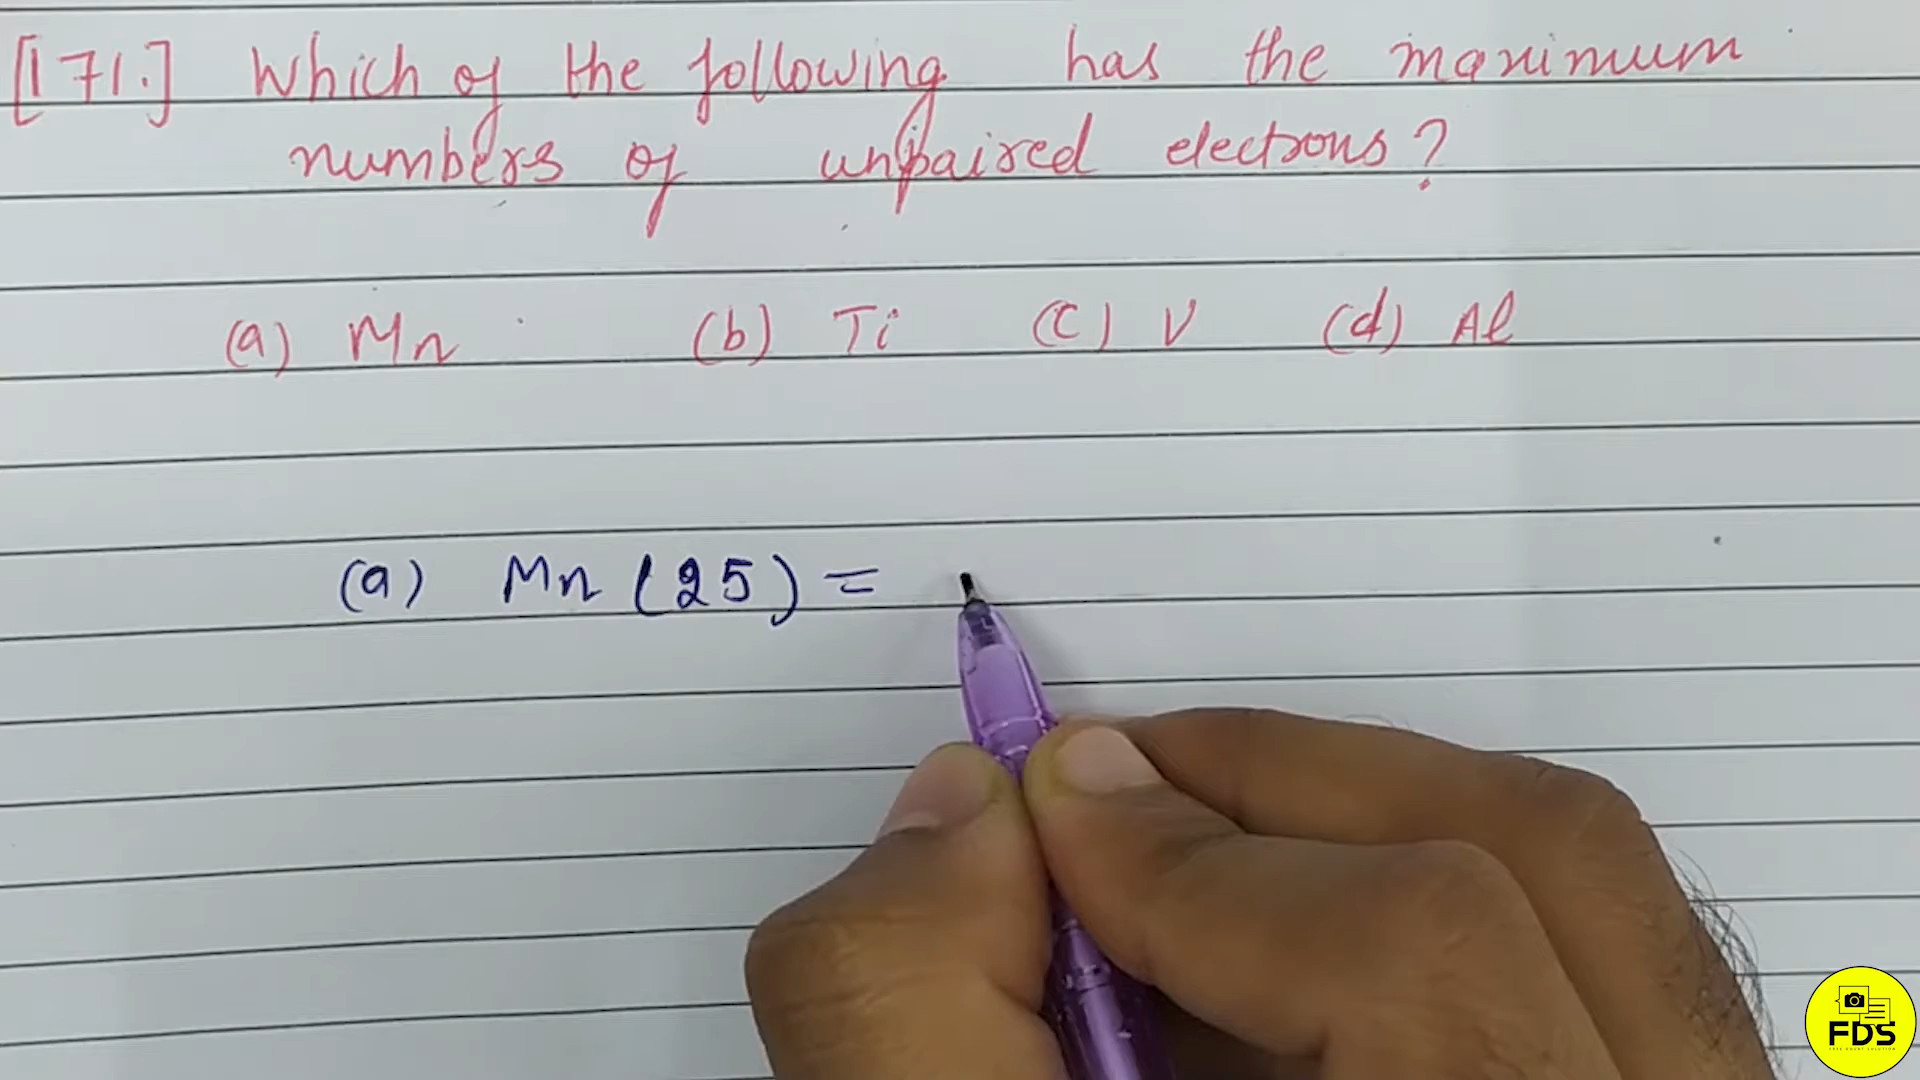 [171.] Which of the following has the maximum
numbers of unpaired electrons?
(a) Mn (b) Ti (c) V (d) Al
(a) Mn (25) =
FDS